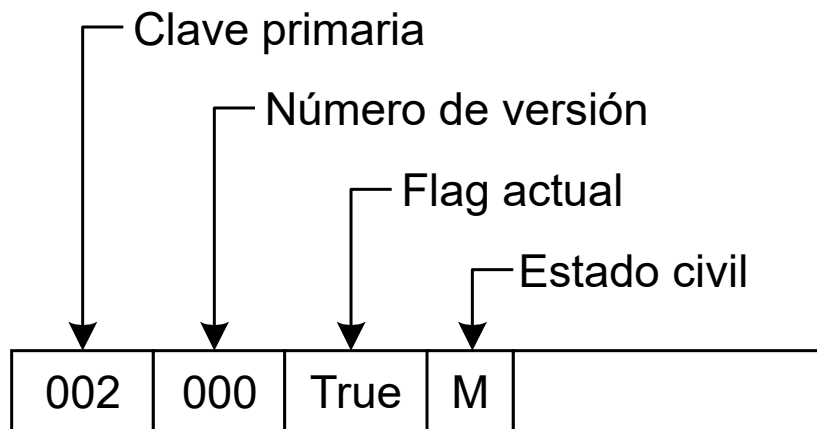 Clave primaria
Número de versión
Flag actual
Estado civil
002 000 True M